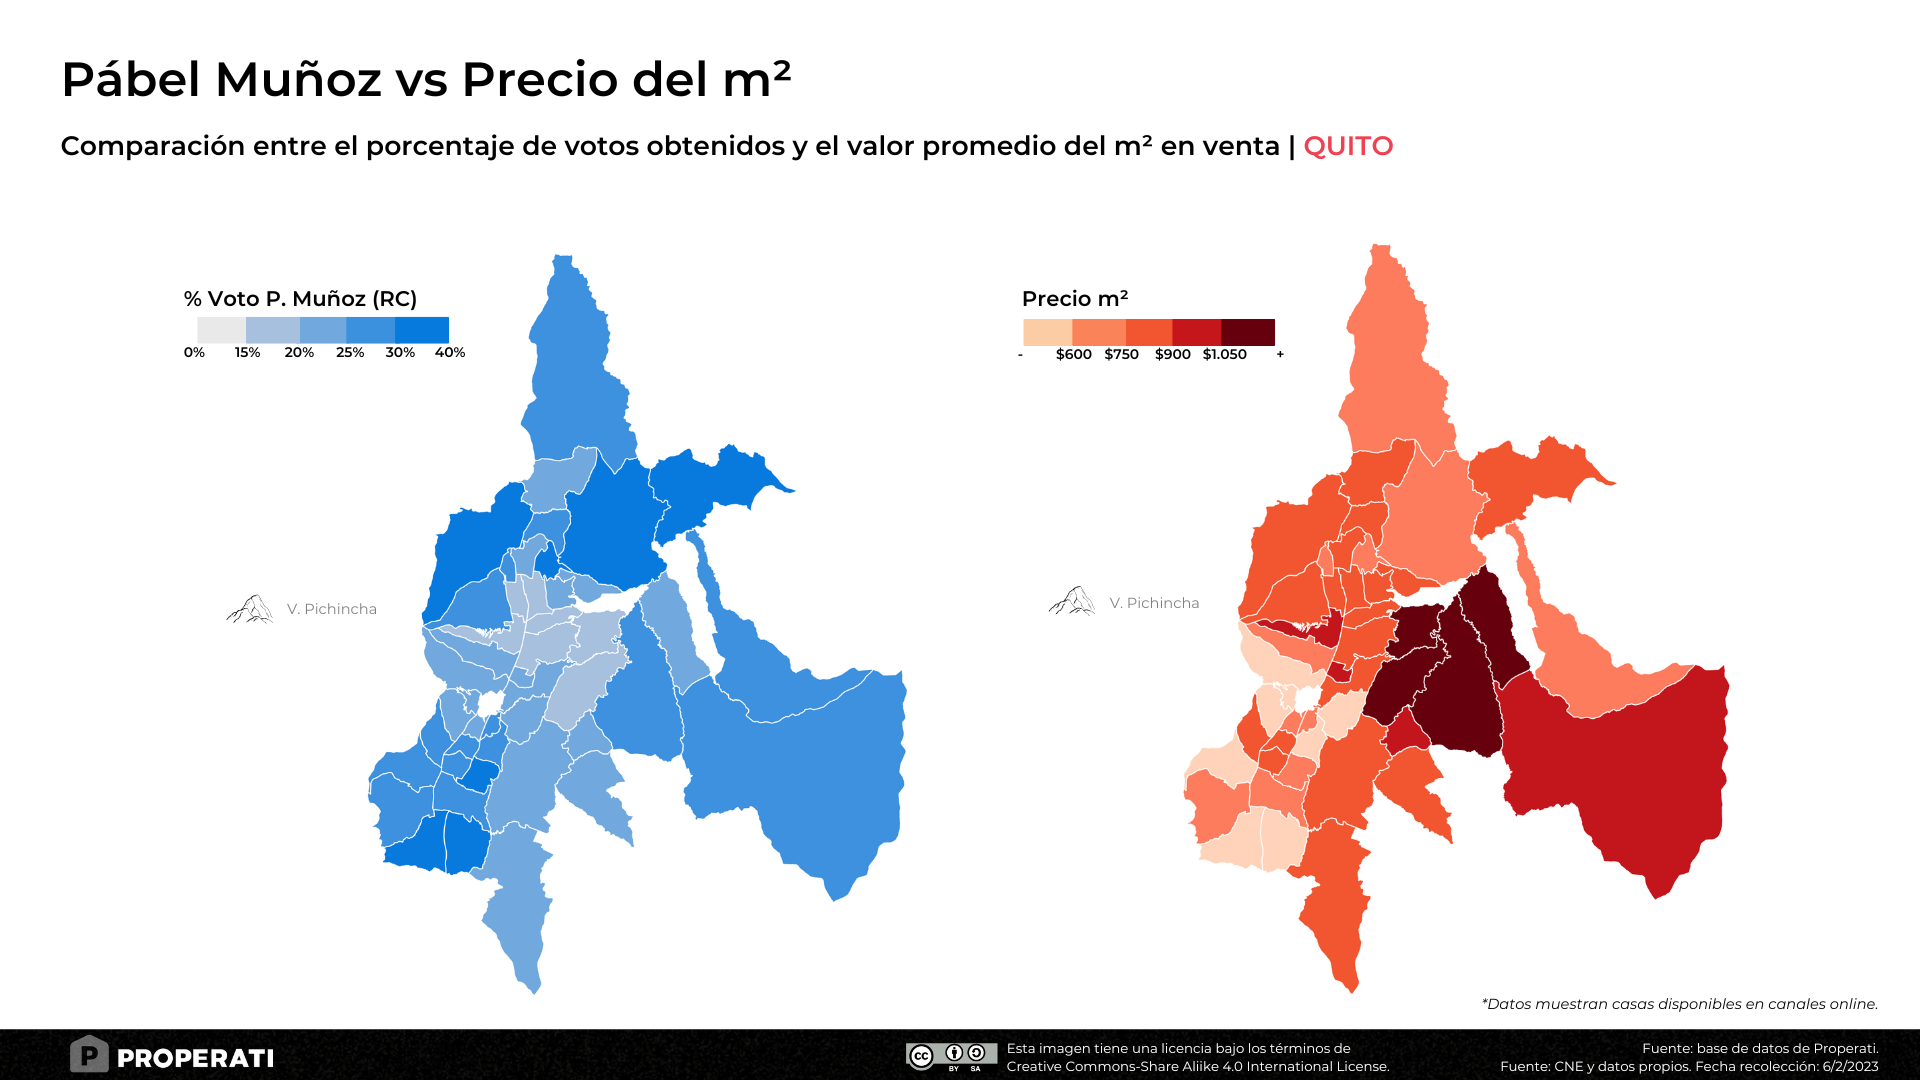 Pábel Muñoz vs Precio del m²
Comparación entre el porcentaje de votos obtenidos y el valor promedio del m² en venta | QUITO
% Voto P. Muñoz (RC)
0% 15% 20% 25% 30% 40%
Precio m²
- $600 $750 $900 $1.050 +
V. Pichincha
V. Pichincha
*Datos muestran casas disponibles en canales online.
P PROPERATI
cc BY SA
Esta imagen tiene una licencia bajo los términos de
Creative Commons-Share Aliike 4.0 International License.
Fuente: base de datos de Properati.
Fuente: CNE y datos propios. Fecha recolección: 6/2/2023